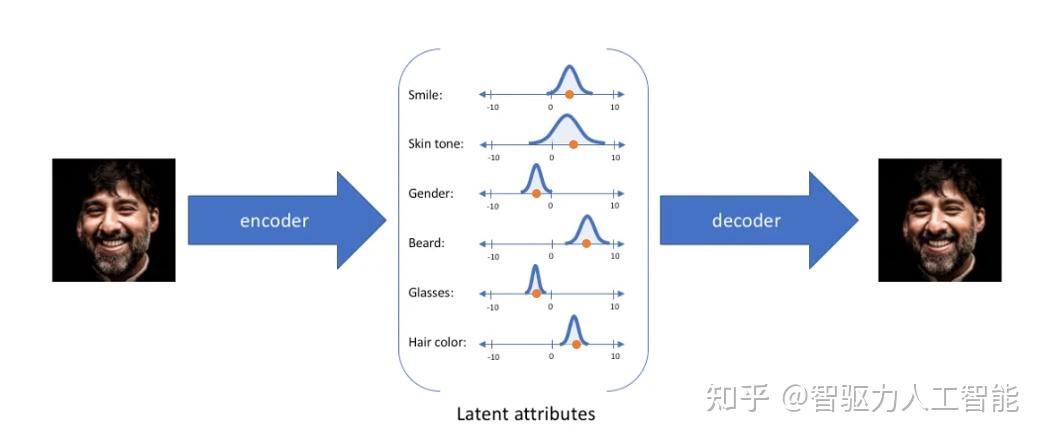 Smile:
-10 0 10
Skin tone:
-10 0 10
Gender:
-10 0 10
encoder
decoder
Beard:
-10 0 10
Glasses:
-10 0 10
Hair color:
-10 0 10
Latent attributes
知乎 @智驱力人工智能